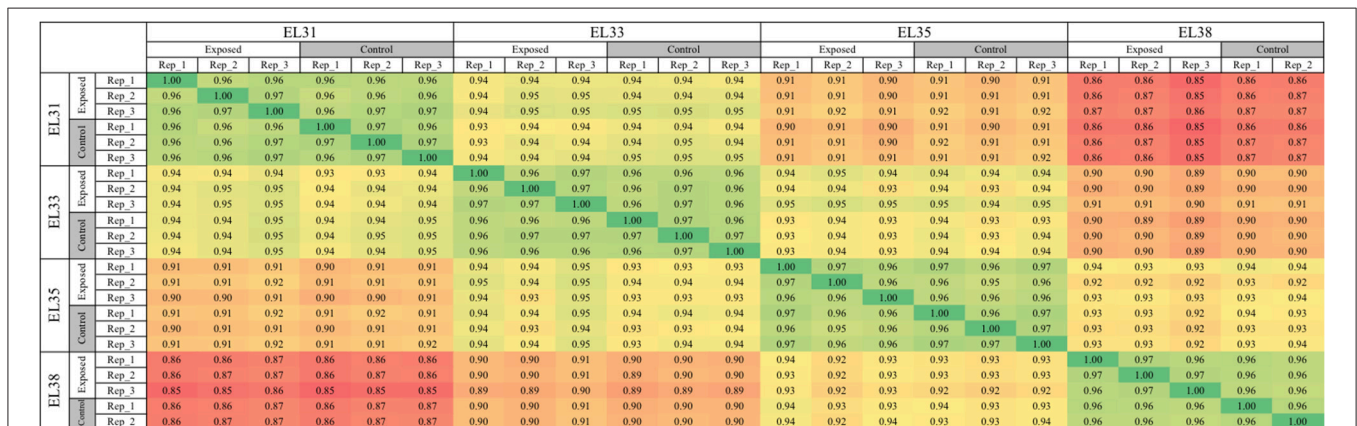 EL31 EL33 EL35 EL38
Exposed Control Exposed Control Exposed Control Exposed Control
Rep_1 Rep_2 Rep_3 Rep_1 Rep_2 Rep_3 Rep_1 Rep_2 Rep_3 Rep_1 Rep_2 Rep_3 Rep_1 Rep_2 Rep_3 Rep_1 Rep_2 Rep_3 Rep_1 Rep_2 Rep_3 Rep_1 Rep_2
EL31 Exposed Rep_1 1.00 0.96 0.96 0.96 0.96 0.96 0.94 0.94 0.94 0.94 0.94 0.94 0.91 0.91 0.90 0.91 0.90 0.91 0.86 0.86 0.85 0.86 0.86
Rep_2 0.96 1.00 0.97 0.96 0.96 0.96 0.94 0.95 0.95 0.94 0.94 0.94 0.91 0.91 0.90 0.91 0.91 0.91 0.86 0.87 0.85 0.86 0.87
Rep_3 0.96 0.97 1.00 0.96 0.97 0.97 0.94 0.95 0.95 0.95 0.95 0.95 0.91 0.92 0.91 0.92 0.91 0.92 0.87 0.87 0.86 0.87 0.87
Control Rep_1 0.96 0.96 0.96 1.00 0.97 0.96 0.93 0.94 0.94 0.94 0.94 0.94 0.90 0.91 0.90 0.91 0.90 0.91 0.86 0.86 0.85 0.86 0.86
Rep_2 0.96 0.96 0.97 0.97 1.00 0.97 0.93 0.94 0.94 0.94 0.95 0.94 0.91 0.91 0.90 0.92 0.91 0.91 0.86 0.87 0.85 0.87 0.87
Rep_3 0.96 0.96 0.97 0.96 0.97 1.00 0.94 0.94 0.94 0.95 0.95 0.95 0.91 0.91 0.91 0.91 0.91 0.92 0.86 0.86 0.85 0.87 0.87
EL33 Exposed Rep_1 0.94 0.94 0.94 0.93 0.93 0.94 1.00 0.96 0.97 0.96 0.96 0.96 0.94 0.95 0.94 0.94 0.94 0.94 0.90 0.90 0.89 0.90 0.90
Rep_2 0.94 0.95 0.95 0.94 0.94 0.94 0.96 1.00 0.97 0.96 0.97 0.96 0.94 0.94 0.93 0.94 0.93 0.94 0.90 0.90 0.89 0.90 0.90
Rep_3 0.94 0.95 0.95 0.94 0.94 0.95 0.97 0.97 1.00 0.96 0.97 0.96 0.95 0.95 0.95 0.95 0.94 0.95 0.91 0.91 0.90 0.91 0.91
Control Rep_1 0.94 0.94 0.95 0.94 0.94 0.95 0.96 0.96 0.96 1.00 0.97 0.96 0.93 0.94 0.93 0.94 0.93 0.93 0.90 0.89 0.89 0.90 0.90
Rep_2 0.94 0.94 0.95 0.94 0.95 0.95 0.96 0.97 0.97 0.97 1.00 0.97 0.93 0.94 0.93 0.94 0.93 0.94 0.90 0.90 0.89 0.90 0.90
Rep_3 0.94 0.94 0.95 0.94 0.94 0.95 0.96 0.96 0.96 0.96 0.97 1.00 0.93 0.94 0.93 0.94 0.94 0.94 0.90 0.90 0.89 0.90 0.90
EL35 Exposed Rep_1 0.91 0.91 0.91 0.90 0.91 0.91 0.94 0.94 0.95 0.93 0.93 0.93 1.00 0.97 0.96 0.97 0.96 0.97 0.94 0.93 0.93 0.94 0.94
Rep_2 0.91 0.91 0.92 0.91 0.91 0.91 0.95 0.94 0.95 0.94 0.94 0.94 0.97 1.00 0.96 0.96 0.95 0.96 0.92 0.92 0.92 0.93 0.92
Rep_3 0.90 0.90 0.91 0.90 0.90 0.91 0.94 0.93 0.95 0.93 0.93 0.93 0.96 0.96 1.00 0.96 0.96 0.96 0.93 0.93 0.93 0.93 0.94
Control Rep_1 0.91 0.91 0.92 0.91 0.92 0.91 0.94 0.94 0.95 0.94 0.94 0.94 0.97 0.96 0.96 1.00 0.96 0.97 0.93 0.93 0.92 0.94 0.93
Rep_2 0.90 0.91 0.91 0.90 0.91 0.91 0.94 0.93 0.94 0.93 0.93 0.94 0.96 0.95 0.96 0.96 1.00 0.97 0.93 0.93 0.92 0.93 0.93
Rep_3 0.91 0.91 0.92 0.91 0.91 0.92 0.94 0.94 0.95 0.93 0.94 0.94 0.97 0.96 0.96 0.97 0.97 1.00 0.93 0.93 0.92 0.93 0.94
EL38 Exposed Rep_1 0.86 0.86 0.87 0.86 0.86 0.86 0.90 0.90 0.91 0.90 0.90 0.90 0.94 0.92 0.93 0.93 0.93 0.93 1.00 0.97 0.96 0.96 0.96
Rep_2 0.86 0.87 0.87 0.86 0.87 0.86 0.90 0.90 0.91 0.89 0.90 0.90 0.93 0.92 0.93 0.93 0.93 0.93 0.97 1.00 0.97 0.96 0.96
Rep_3 0.85 0.85 0.86 0.85 0.85 0.85 0.89 0.89 0.90 0.89 0.89 0.89 0.93 0.92 0.93 0.92 0.92 0.92 0.96 0.97 1.00 0.96 0.96
Control Rep_1 0.86 0.86 0.87 0.86 0.87 0.87 0.90 0.90 0.91 0.90 0.90 0.90 0.94 0.93 0.93 0.94 0.93 0.93 0.96 0.96 0.96 1.00 0.96
Rep_2 0.86 0.87 0.87 0.86 0.87 0.87 0.90 0.90 0.91 0.90 0.90 0.90 0.94 0.92 0.94 0.93 0.93 0.94 0.96 0.96 0.96 0.96 1.00